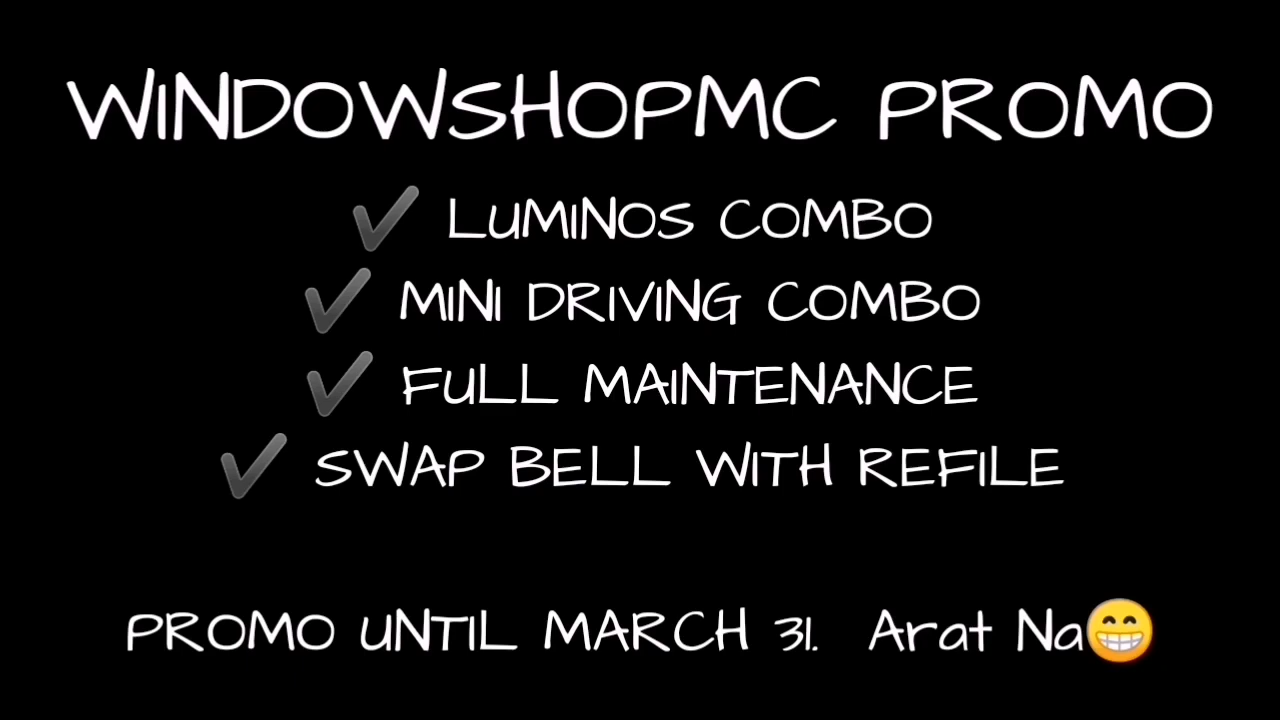 WINDOWSHOPMC PROMO
✔ LUMINOS COMBO
✔ MINI DRIVING COMBO
✔ FULL MAINTENANCE
✔ SWAP BELL WITH REFILE
PROMO UNTIL MARCH 31. Arat Na😁